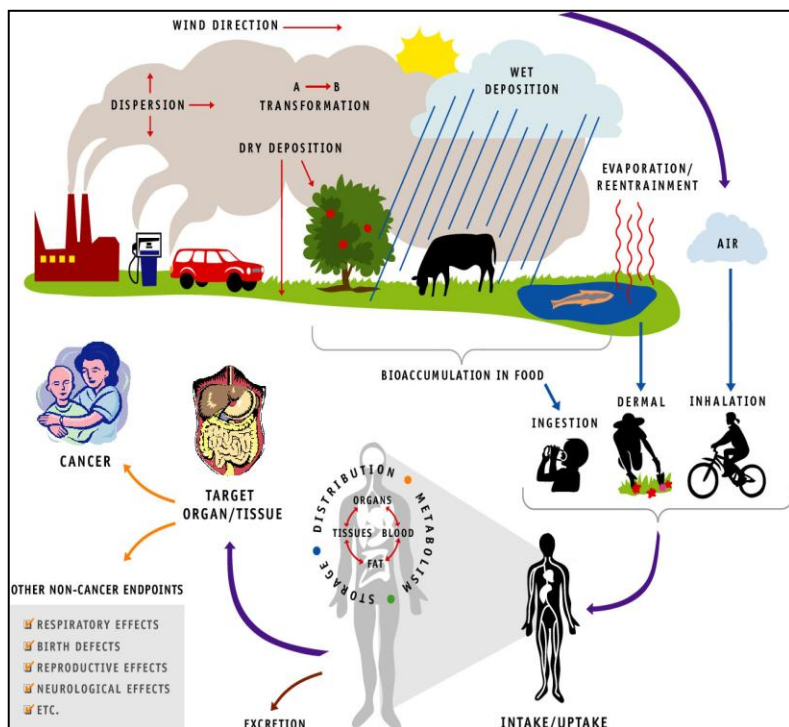 WIND DIRECTION
DISPERSION
A B
TRANSFORMATION
WET
DEPOSITION
DRY DEPOSITION
EVAPORATION/
REENTRAINMENT
AIR
BIOACCUMULATION IN FOOD
INGESTION
DERMAL
INHALATION
CANCER
TARGET
ORGAN/TISSUE
DISTRIBUTION
METABOLISM
STORAGE
ORGANS
TISSUES BLOOD
FAT
OTHER NON-CANCER ENDPOINTS
RESPIRATORY EFFECTS
BIRTH DEFECTS
REPRODUCTIVE EFFECTS
NEUROLOGICAL EFFECTS
ETC.
EXCRETION
INTAKE/UPTAKE